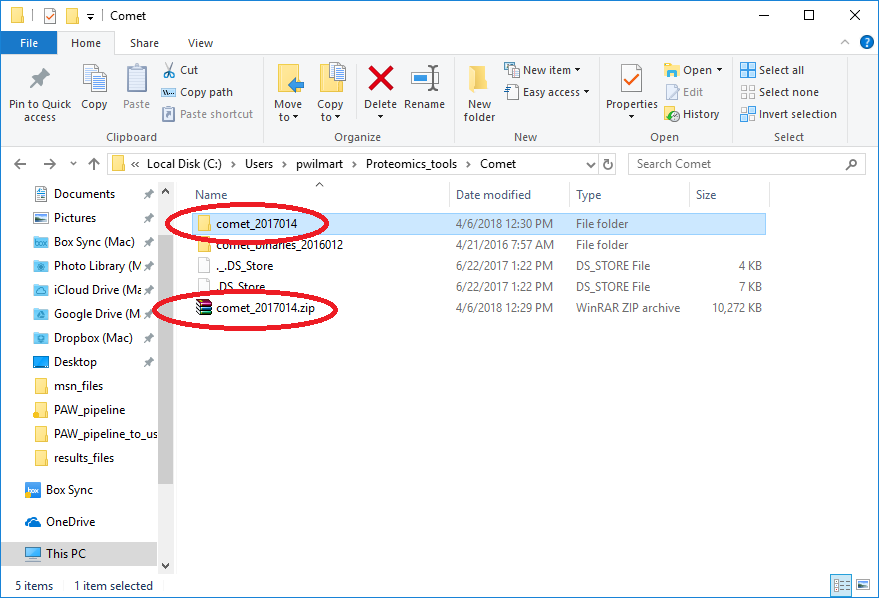 Comet
File Home Share View
Pin to Quick access
Copy
Paste
Cut
Copy path
Paste shortcut
Clipboard
Move to
Copy to
Delete
Rename
Organize
New folder
New item
Easy access
New
Properties
Open
Edit
History
Open
Select all
Select none
Invert selection
Select
« Local Disk (C:) › Users › pwilmart › Proteomics_tools › Comet
Search Comet
Documents
Pictures
Box Sync (Mac)
Photo Library (M
iCloud Drive (Ma
Google Drive (M
Dropbox (Mac)
Desktop
msn_files
PAW_pipeline
PAW_pipeline_to_us
results_files
Box Sync
OneDrive
This PC
Name Date modified Type Size
comet_2017014 4/6/2018 12:30 PM File folder
comet_binaries_2016012 4/21/2016 7:57 AM File folder
._.DS_Store 6/22/2017 1:22 PM DS_STORE File 4 KB
.DS_Store 6/22/2017 1:22 PM DS_STORE File 7 KB
comet_2017014.zip 4/6/2018 12:29 PM WinRAR ZIP archive 10,272 KB
5 items 1 item selected